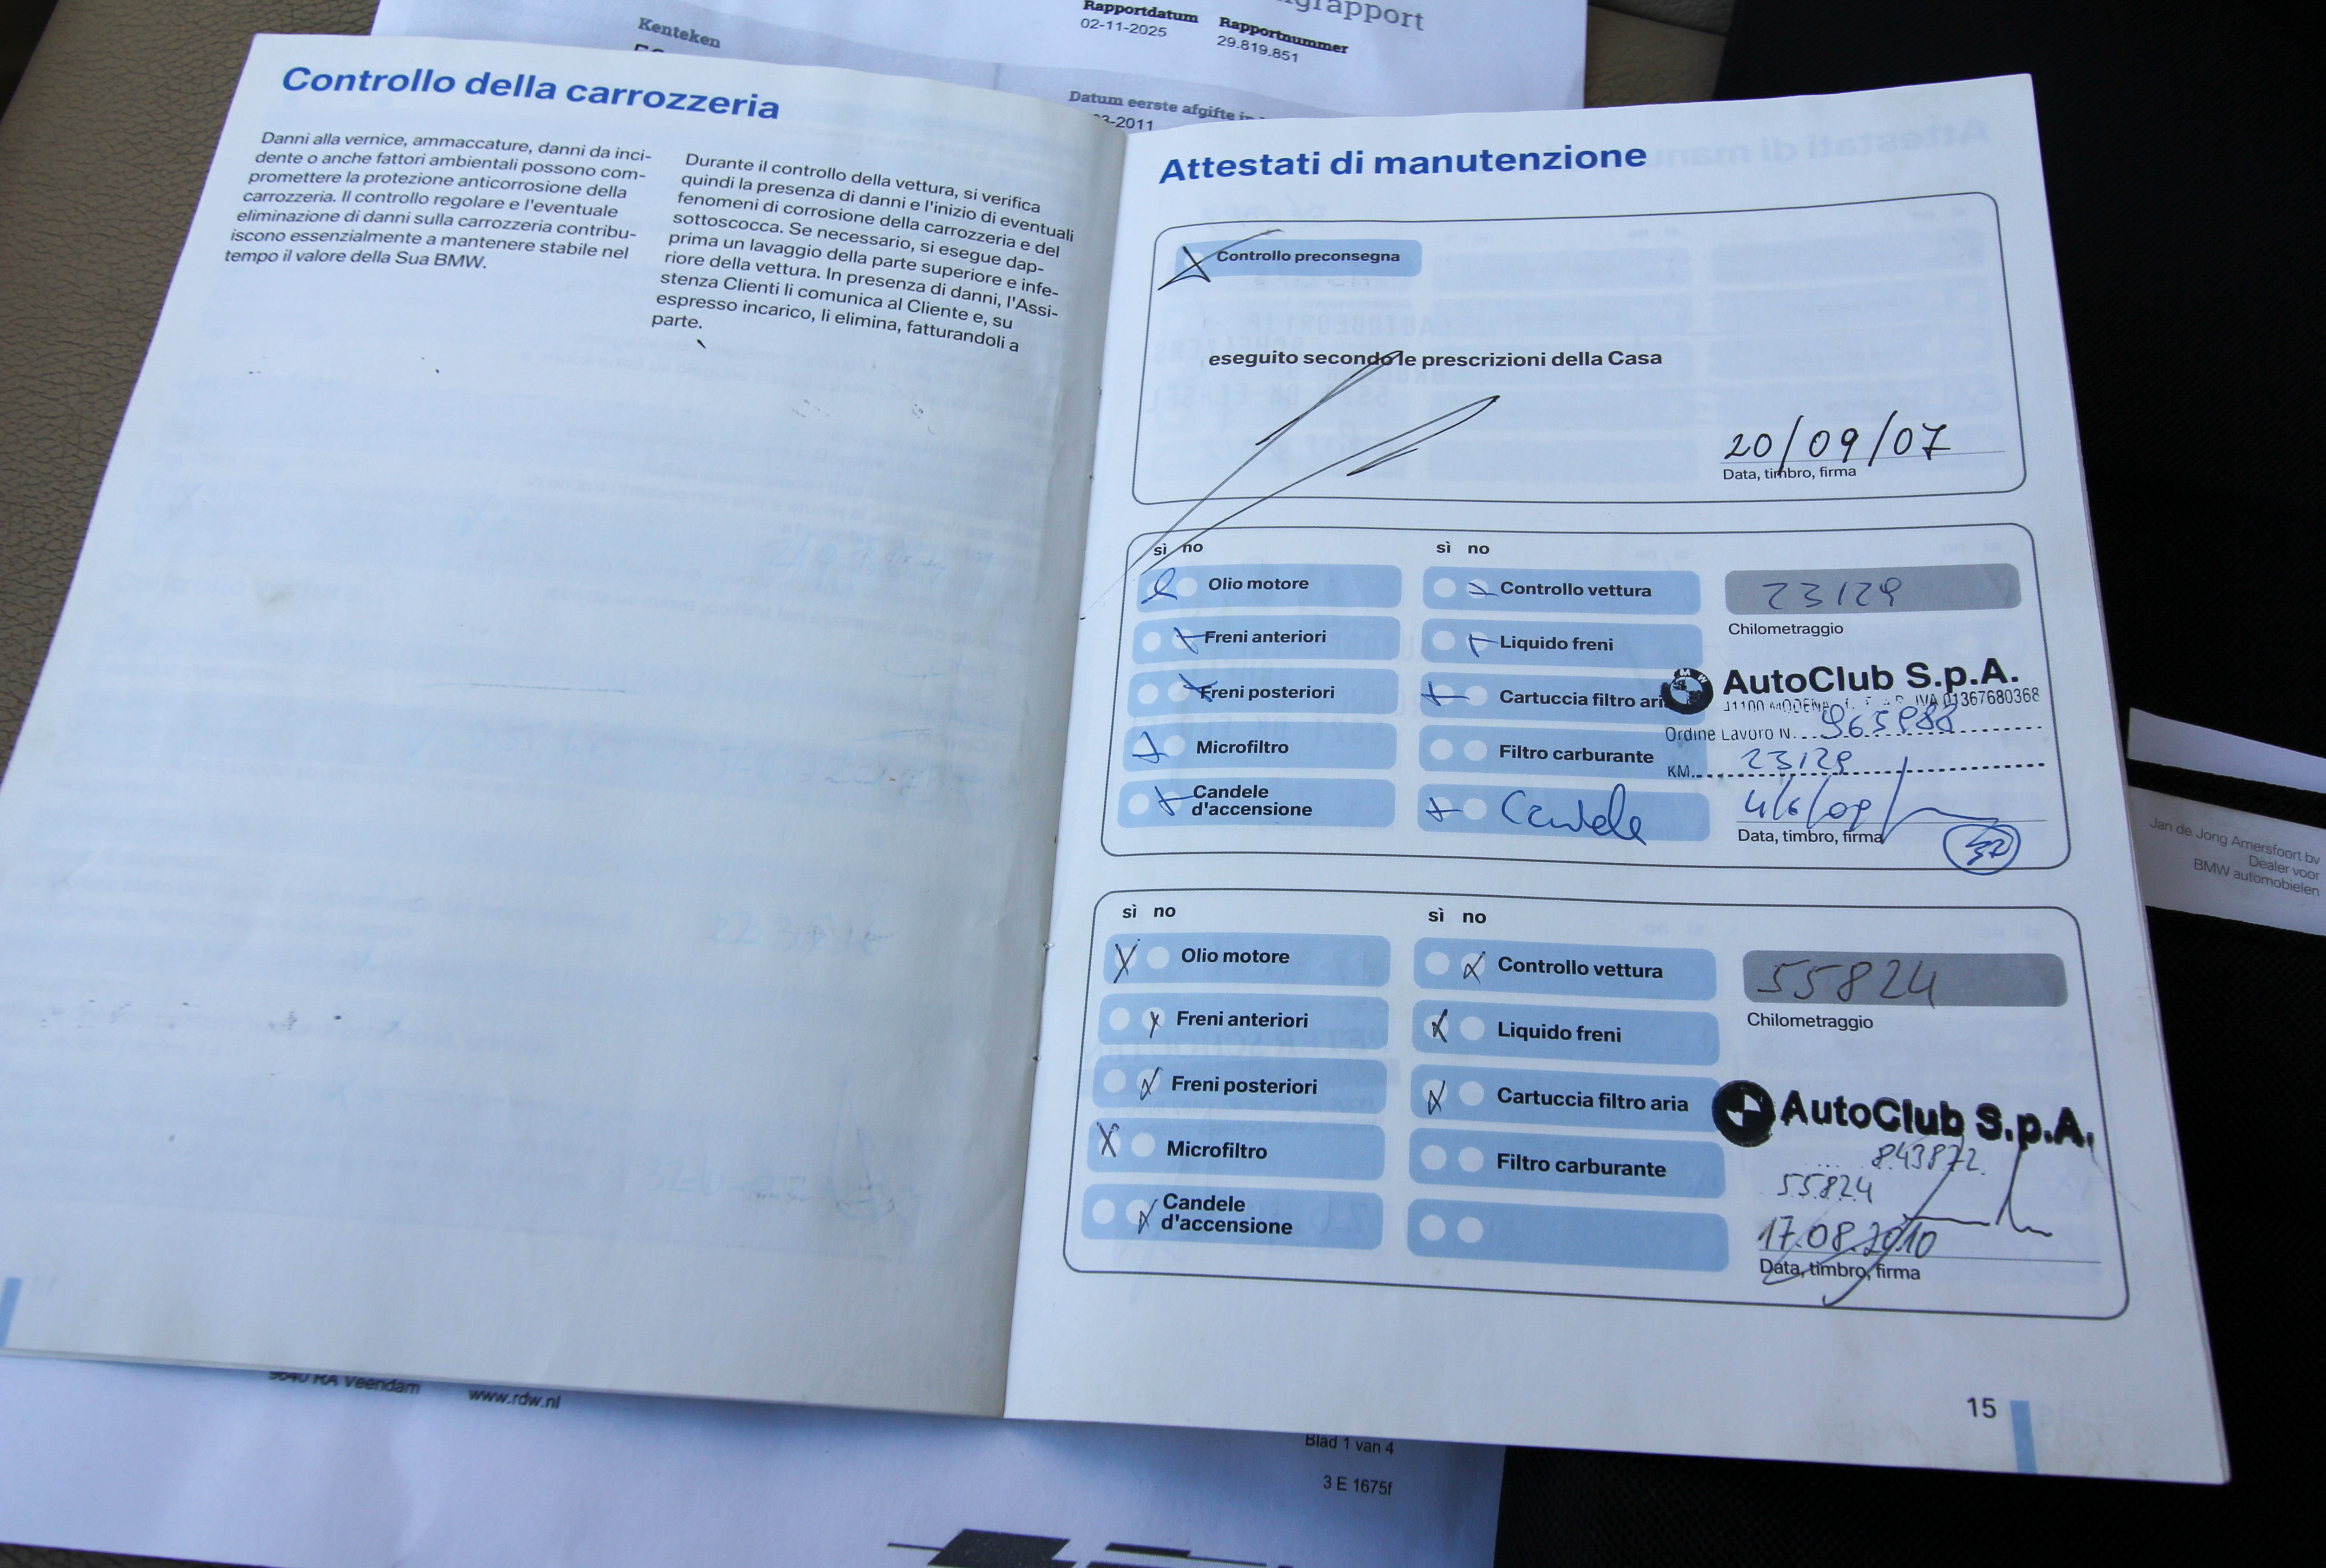 Kenteken
Rapportdatum
02-11-2025
Rapportnummer
29.819.851
Datum eerste afgifte in
-2011
Controllo della carrozzeria
Danni alla vernice, ammaccature, danni da inci-
dente o anche fattori ambientali possono com-
promettere la protezione anticorrosione della
carrozzeria. Il controllo regolare e l'eventuale
eliminazione di danni sulla carrozzeria contribu-
iscono essenzialmente a mantenere stabile nel
tempo il valore della Sua BMW.
Durante il controllo della vettura, si verifica
quindi la presenza di danni e l'inizio di eventuali
fenomeni di corrosione della carrozzeria e del
sottoscocca. Se necessario, si esegue dap-
prima un lavaggio della parte superiore e infe-
riore della vettura. In presenza di danni, l'Assi-
stenza Clienti li comunica al Cliente e, su
espresso incarico, li elimina, fatturandoli a
parte.
Attestati di manutenzione
Controllo preconsegna
eseguito secondo le prescrizioni della Casa
20/09/07
Data, timbro, firma
sì no
Olio motore
Freni anteriori
Freni posteriori
Microfiltro
Candele
d'accensione
sì no
Controllo vettura
Liquido freni
Cartuccia filtro ari
Filtro carburante
Candele
23129
Chilometraggio
BMW
AutoClub S.p.A.
41100 MODENA
P. IVA 01367680368
Ordine Lavoro N.
KM. 23129
4/6/09
Data, timbro, firma
sì no
Olio motore
Freni anteriori
Freni posteriori
Microfiltro
Candele
d'accensione
sì no
Controllo vettura
Liquido freni
Cartuccia filtro aria
Filtro carburante
55824
Chilometraggio
AutoClub S.p.A.
843872
55824
17.08.2010
Data, timbro, firma
15
Jan de Jong Amersfoort bv
Dealer voor
BMW automobielen
9640 RA Veendam
www.rdw.nl
Blad 1 van 4
3 E 1675f